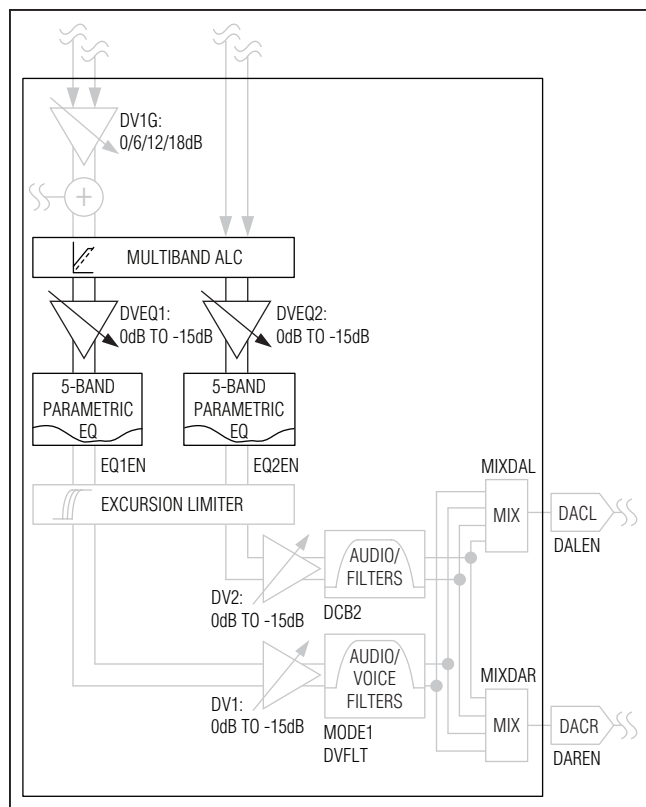 DV1G:
0/6/12/18dB
+
MULTIBAND ALC
DVEQ1:
0dB TO -15dB
DVEQ2:
0dB TO -15dB
5-BAND
PARAMETRIC
EQ
5-BAND
PARAMETRIC
EQ
EQ1EN
EQ2EN
EXCURSION LIMITER
MIXDAL
MIX
DACL
DALEN
AUDIO/
FILTERS
DV2:
0dB TO -15dB
DCB2
AUDIO/
VOICE
FILTERS
DV1:
0dB TO -15dB
MODE1
DVFLT
MIXDAR
MIX
DACR
DAREN